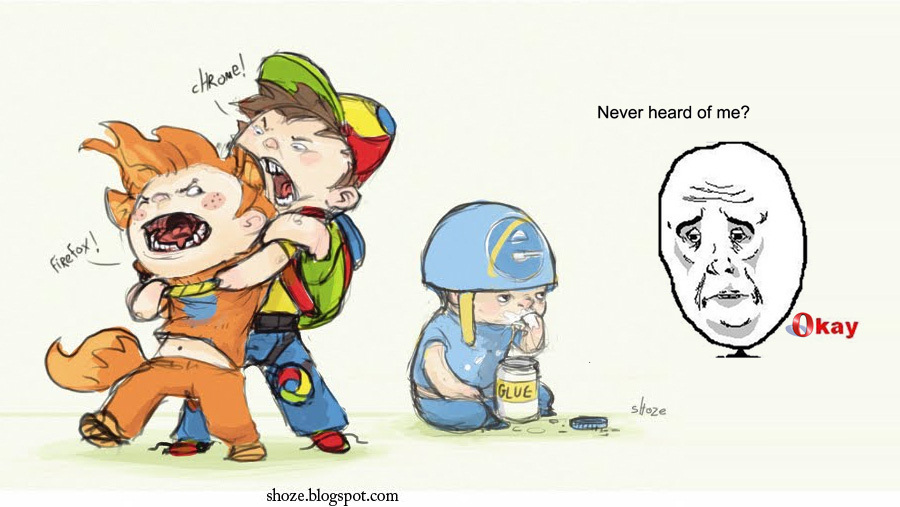 CHROME!
FIREFOX!
Never heard of me?
e
GLUE
Okay
sHoze
shoze.blogspot.com